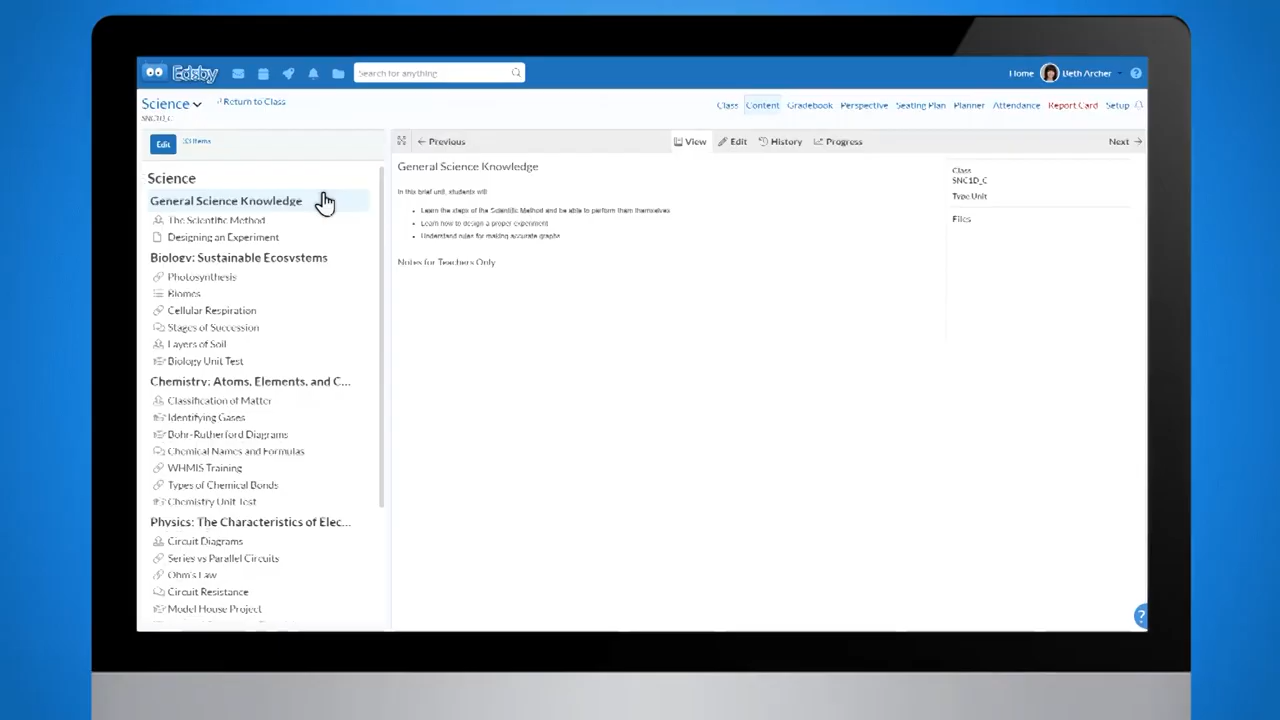 Edsby
Search for anything
Home
Beth Archer
?
Science
Return to Class
SNC1D_C
Class
Content
Gradebook
Perspective
Seating Plan
Planner
Attendance
Report Card
Setup
Edit
33 Items
Previous
View
Edit
History
Progress
Next
Science
General Science Knowledge
The Scientific Method
Designing an Experiment
Biology: Sustainable Ecosystems
Photosynthesis
Biomes
Cellular Respiration
Stages of Succession
Layers of Soil
Biology Unit Test
Chemistry: Atoms, Elements, and C...
Classification of Matter
Identifying Gases
Bohr-Rutherford Diagrams
Chemical Names and Formulas
WHMIS Training
Types of Chemical Bonds
Chemistry Unit Test
Physics: The Characteristics of Elec...
Circuit Diagrams
Series vs Parallel Circuits
Ohm's Law
Circuit Resistance
Model House Project
General Science Knowledge
In this brief unit, students will
Learn the steps of the Scientific Method and be able to perform them themselves
Learn how to design a proper experiment
Understand rules for making accurate graphs
Notes for Teachers Only
Class
SNC1D_C
Type Unit
Files
?